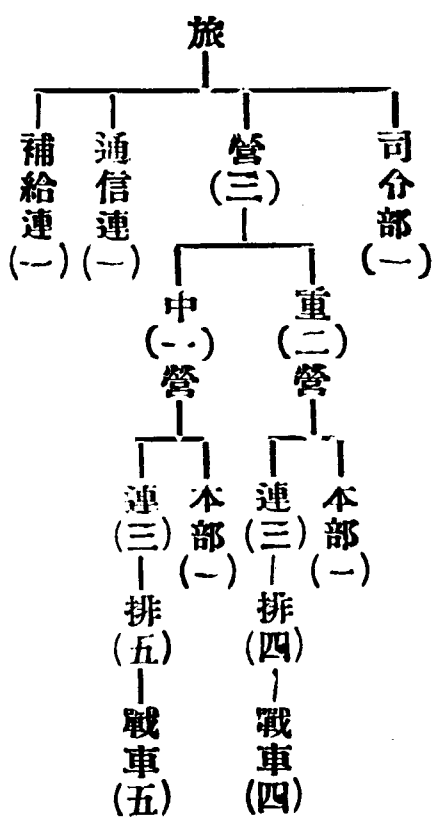 旅
司令部(一)
營(三)
通信連(一)
補給連(一)
重(二)營
中(一)營
本部(一)
連(三)
排(四)
戰車(四)
本部(一)
連(三)
排(五)
戰車(五)